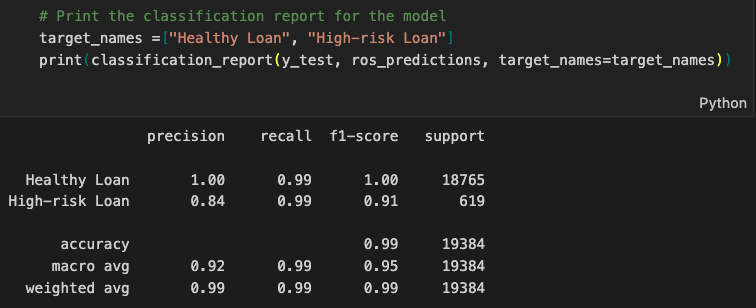 # Print the classification report for the model
target_names =["Healthy Loan", "High-risk Loan"]
print(classification_report(y_test, ros_predictions, target_names=target_names))
Python
precision recall f1-score support
Healthy Loan 1.00 0.99 1.00 18765
High-risk Loan 0.84 0.99 0.91 619
accuracy 0.99 19384
macro avg 0.92 0.99 0.95 19384
weighted avg 0.99 0.99 0.99 19384